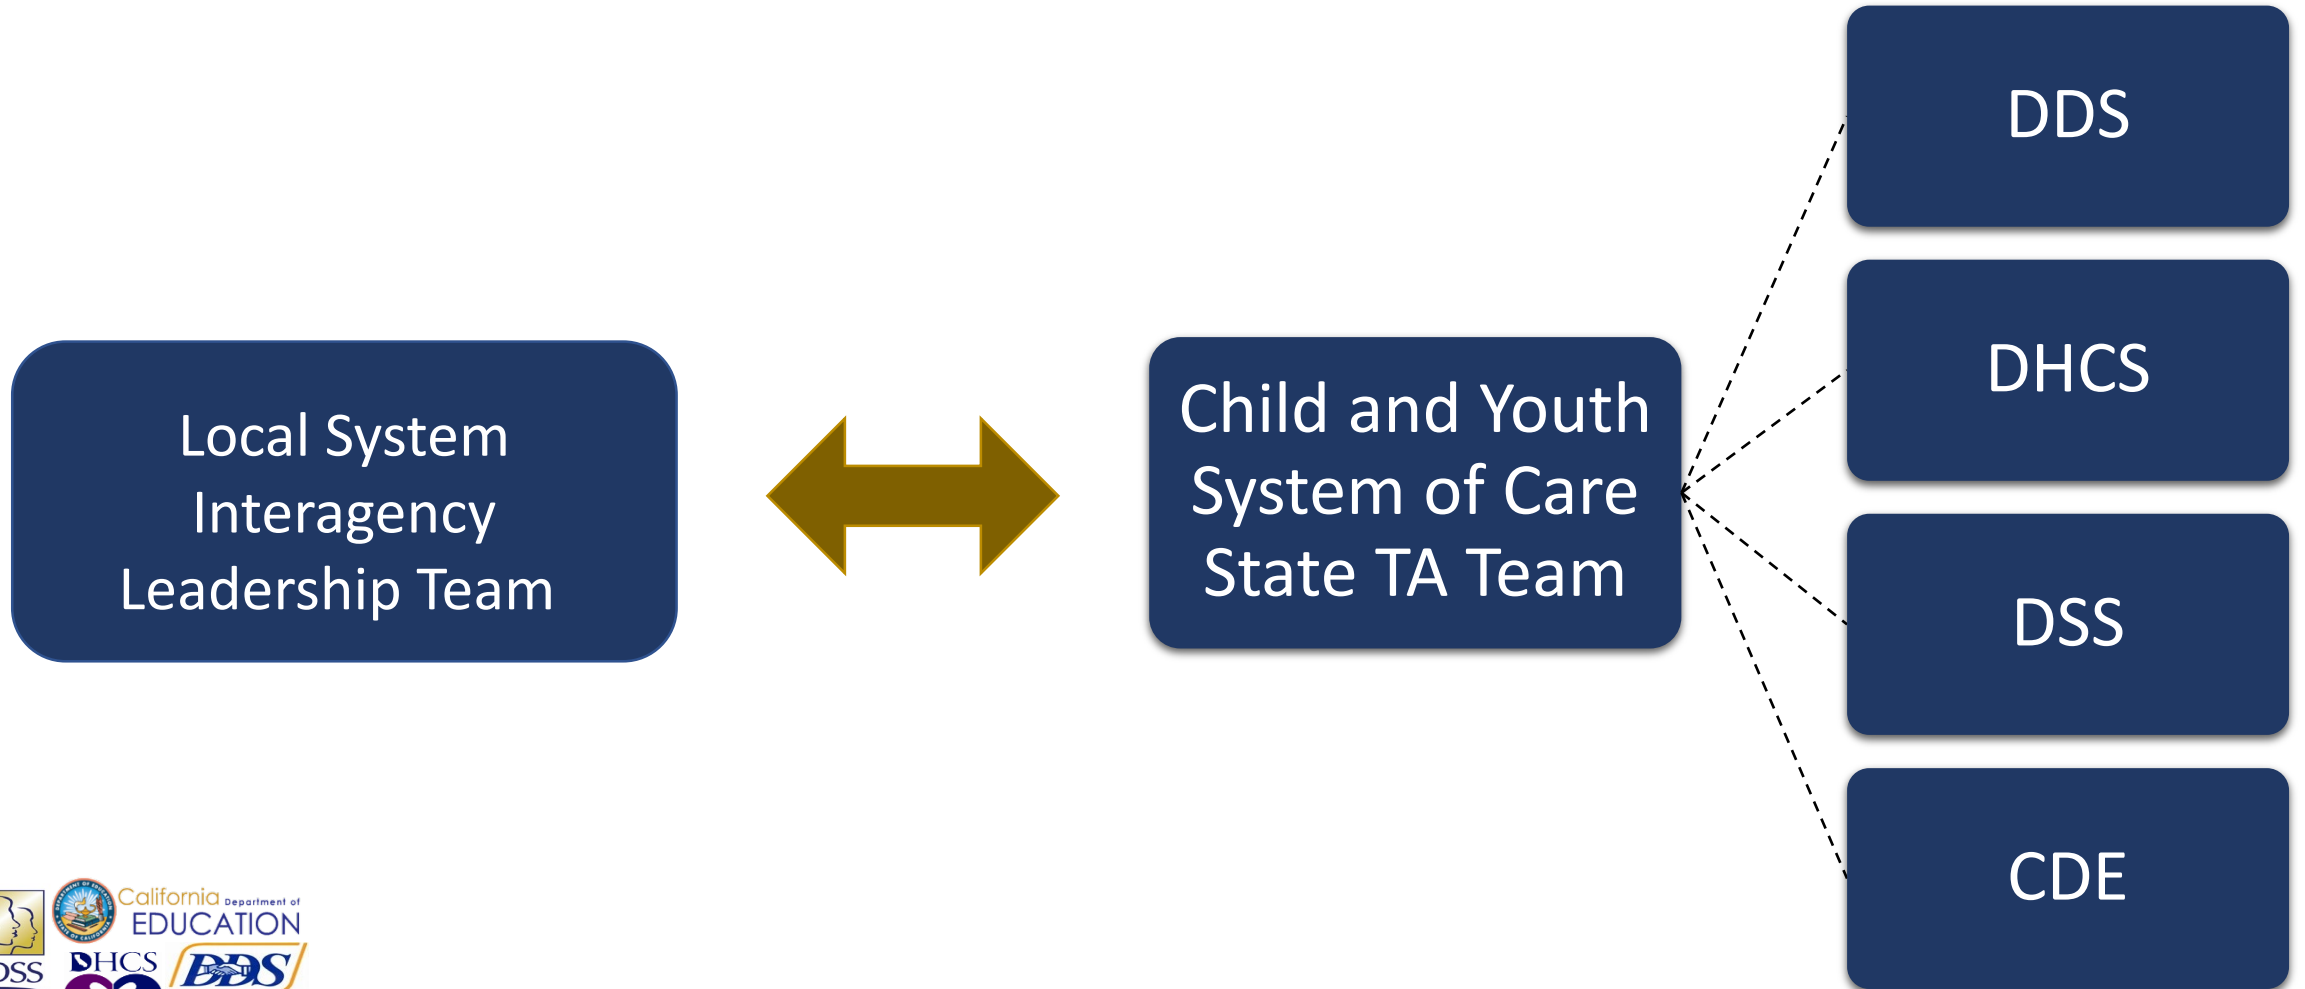 DDS
DHCS
Local System
Interagency
Leadership Team
Child and Youth
System of Care
State TA Team
DSS
CDE
California Department of
EDUCATION
DHCS
DDS